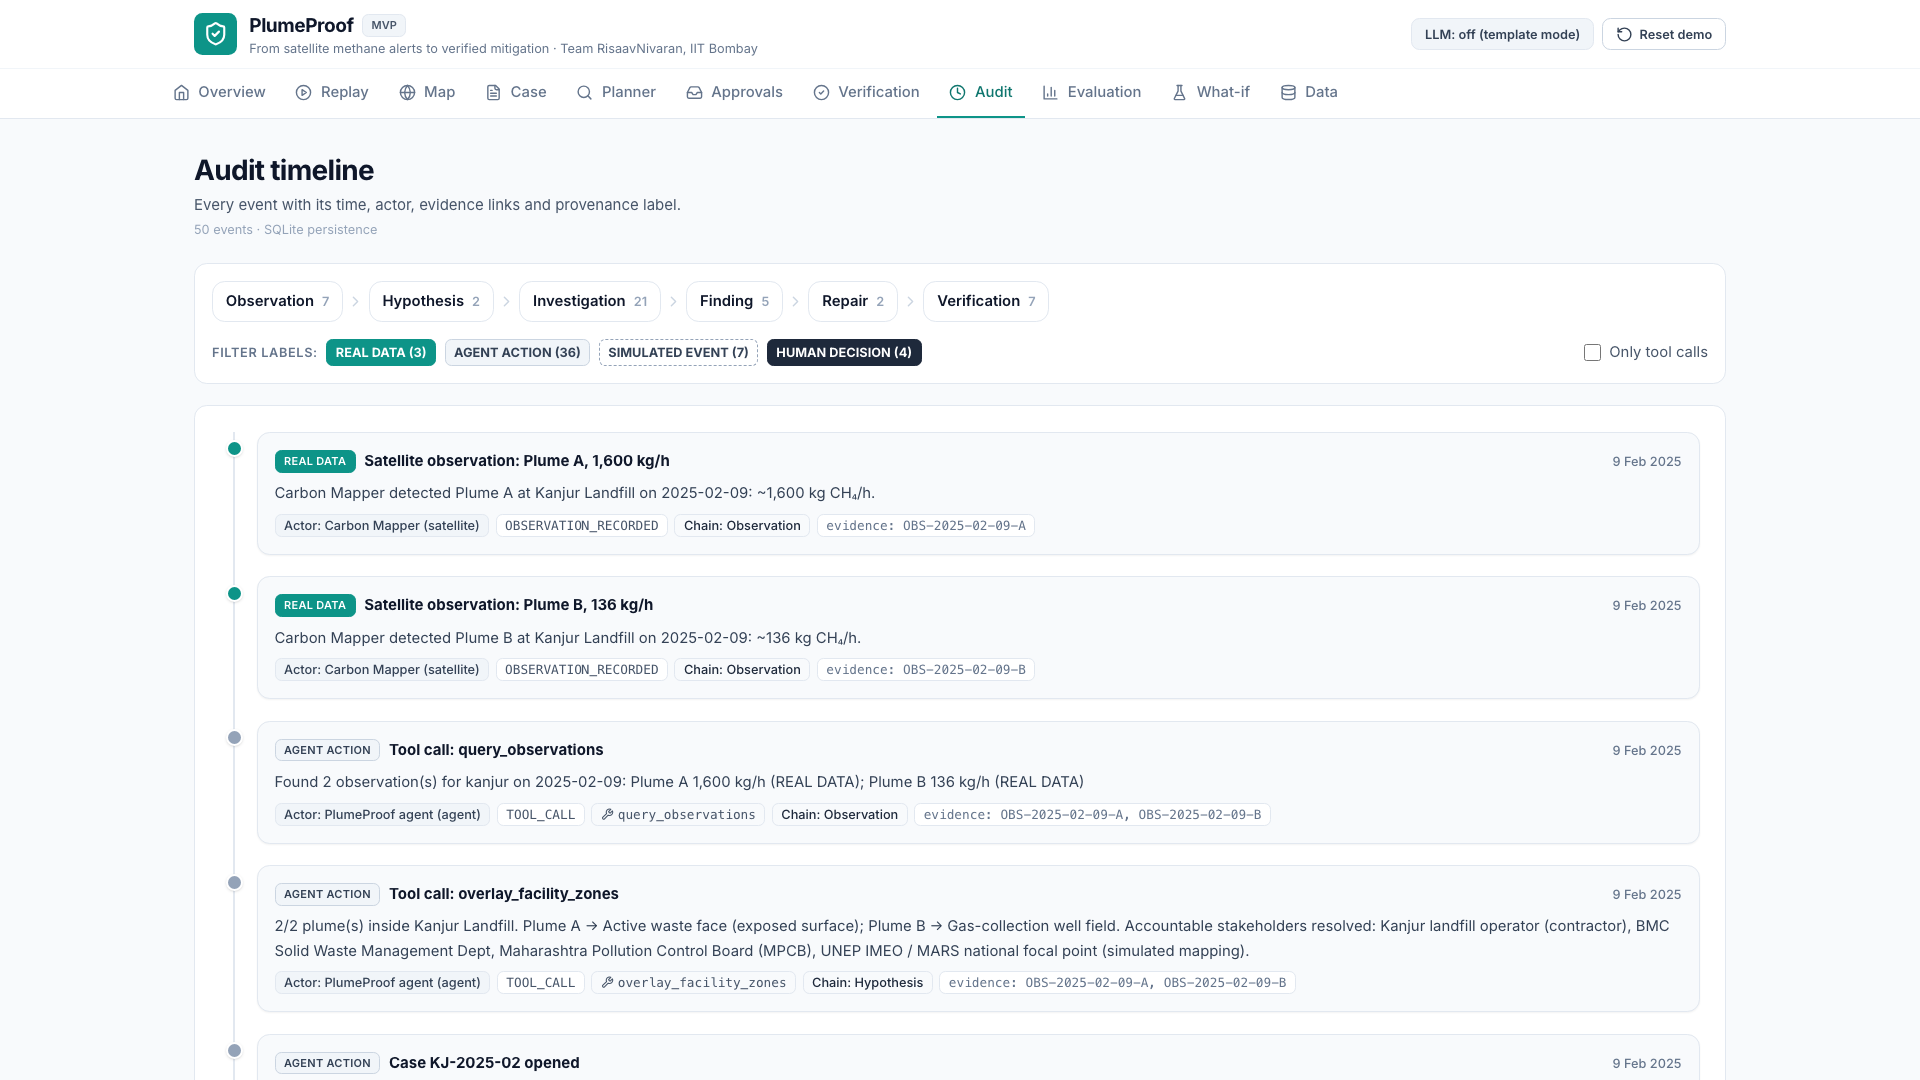 PlumeProof MVP
From satellite methane alerts to verified mitigation · Team RisaavNivaran, IIT Bombay
LLM: off (template mode)
Reset demo
Overview
Replay
Map
Case
Planner
Approvals
Verification
Audit
Evaluation
What-if
Data
Audit timeline
Every event with its time, actor, evidence links and provenance label.
50 events · SQLite persistence
Observation 7
Hypothesis 2
Investigation 21
Finding 5
Repair 2
Verification 7
FILTER LABELS: REAL DATA (3) AGENT ACTION (36) SIMULATED EVENT (7) HUMAN DECISION (4)
Only tool calls
REAL DATA Satellite observation: Plume A, 1,600 kg/h 9 Feb 2025
Carbon Mapper detected Plume A at Kanjur Landfill on 2025-02-09: ~1,600 kg CH₄/h.
Actor: Carbon Mapper (satellite) OBSERVATION_RECORDED Chain: Observation evidence: OBS-2025-02-09-A
REAL DATA Satellite observation: Plume B, 136 kg/h 9 Feb 2025
Carbon Mapper detected Plume B at Kanjur Landfill on 2025-02-09: ~136 kg CH₄/h.
Actor: Carbon Mapper (satellite) OBSERVATION_RECORDED Chain: Observation evidence: OBS-2025-02-09-B
AGENT ACTION Tool call: query_observations 9 Feb 2025
Found 2 observation(s) for kanjur on 2025-02-09: Plume A 1,600 kg/h (REAL DATA); Plume B 136 kg/h (REAL DATA)
Actor: PlumeProof agent (agent) TOOL_CALL query_observations Chain: Observation evidence: OBS-2025-02-09-A, OBS-2025-02-09-B
AGENT ACTION Tool call: overlay_facility_zones 9 Feb 2025
2/2 plume(s) inside Kanjur Landfill. Plume A → Active waste face (exposed surface); Plume B → Gas-collection well field. Accountable stakeholders resolved: Kanjur landfill operator (contractor), BMC
Solid Waste Management Dept, Maharashtra Pollution Control Board (MPCB), UNEP IMEO / MARS national focal point (simulated mapping).
Actor: PlumeProof agent (agent) TOOL_CALL overlay_facility_zones Chain: Hypothesis evidence: OBS-2025-02-09-A, OBS-2025-02-09-B
AGENT ACTION Case KJ-2025-02 opened 9 Feb 2025